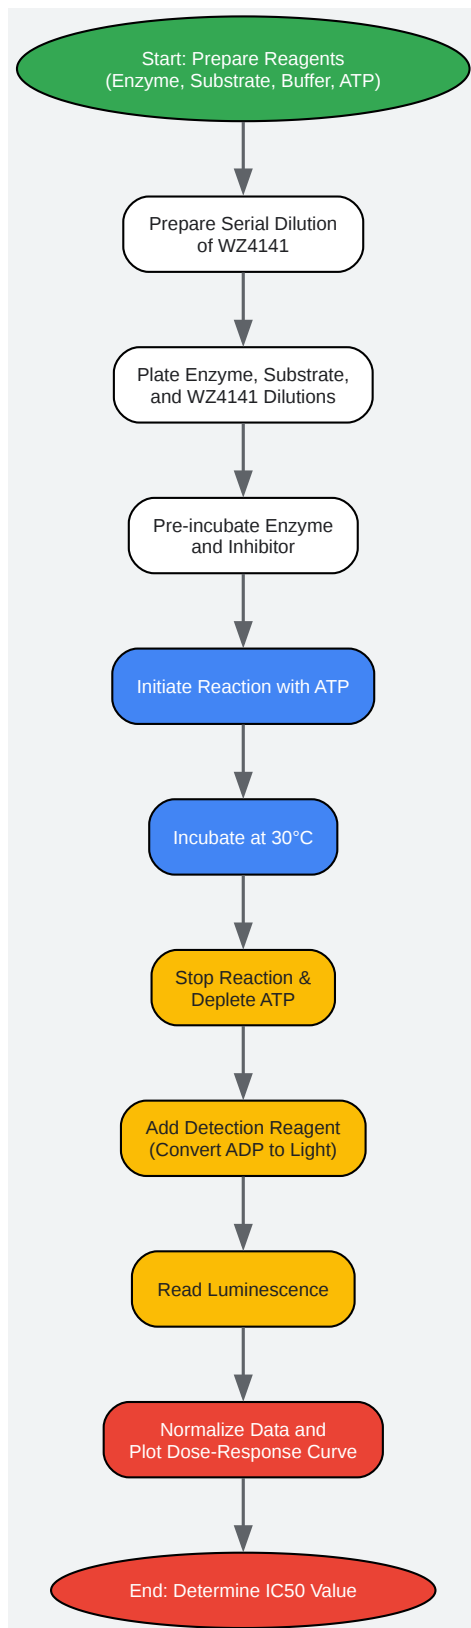 Start: Prepare Reagents
(Enzyme, Substrate, Buffer, ATP)
Prepare Serial Dilution
of WZ4141
Plate Enzyme, Substrate,
and WZ4141 Dilutions
Pre-incubate Enzyme
and Inhibitor
Initiate Reaction with ATP
Incubate at 30°C
Stop Reaction &
Deplete ATP
Add Detection Reagent
(Convert ADP to Light)
Read Luminescence
Normalize Data and
Plot Dose-Response Curve
End: Determine IC50 Value